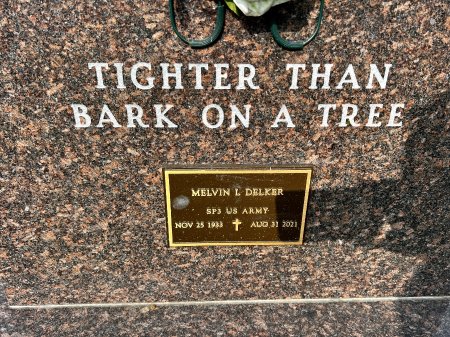 TIGHTER THAN
BARK ON A TREE
MELVIN L DELKER
SP3 US ARMY
NOV 25 1933 ✝ AUG 31 2021